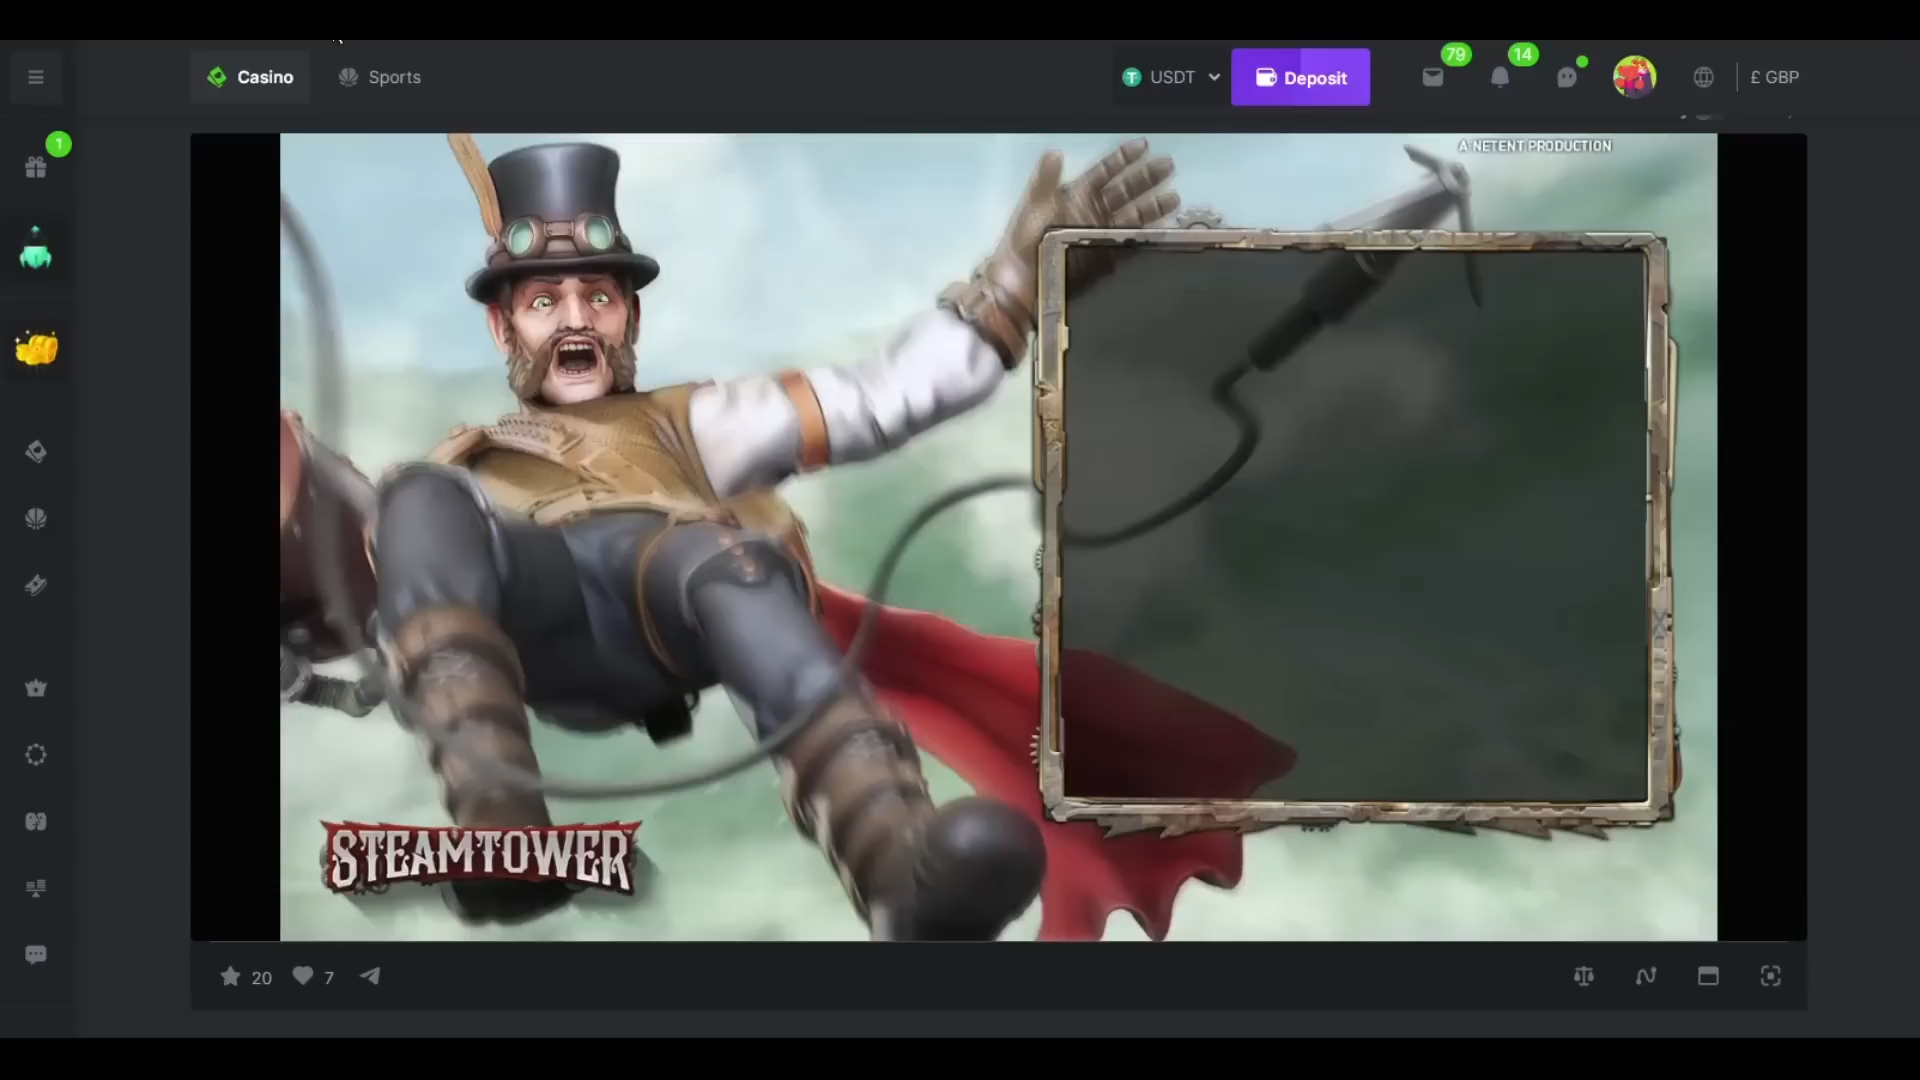 Casino
Sports
USDT
Deposit
79
14
£ GBP
1
A NETENT PRODUCTION
STEAMTOWER
20
7